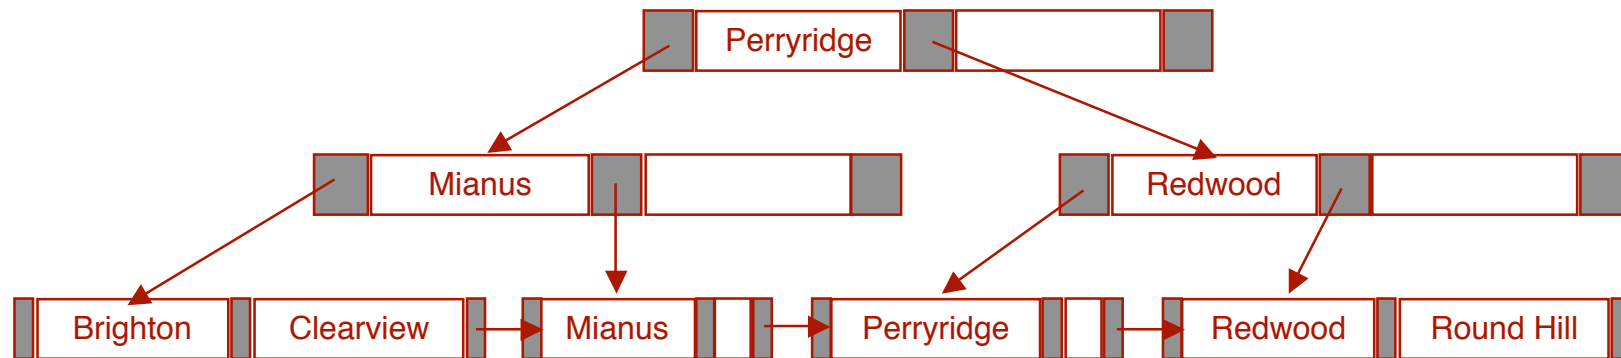 Perryridge
Mianus
Redwood
Brighton
Clearview
Mianus
Perryridge
Redwood
Round Hill